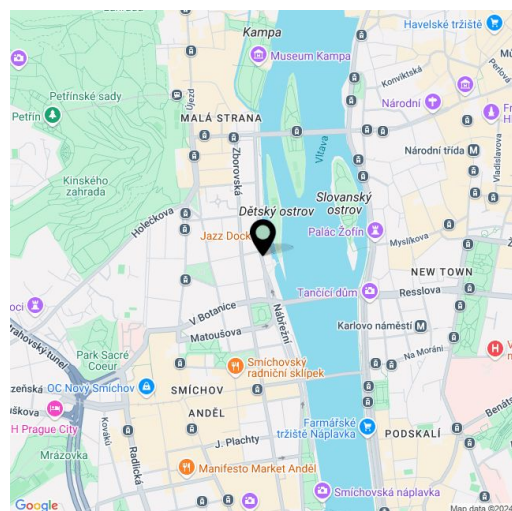 Havelské tržiště
Kampa
Museum Kampa
Konviktská
Perlová
Petřínské sady
Petřín
Újezd
MALÁ STRANA
Národní
Vladislavova
Vltava
Národní třída
Kinského
zahrada
Zborovská
Holečkova
Slovanský
ostrov
Dětský ostrov
Jazz Dock
Palác Žofín
Myslíkova
NEW TOWN
Tančící dům
Resslova
V Botanice
Nábřežní
Matoušova
Karlovo náměstí
Na Moráni
Park Sacré
Coeur
Smíchovský
radniční sklípek
OC Nový Smíchov
SMÍCHOV
H Prague City
ANDĚL
Kováků
Radlická
Farmářské
tržiště Náplavka
PODSKALÍ
Mrázovka
J. Plachty
Manifesto Market Anděl
Smíchovská náplavka
Google
Map data ©2024